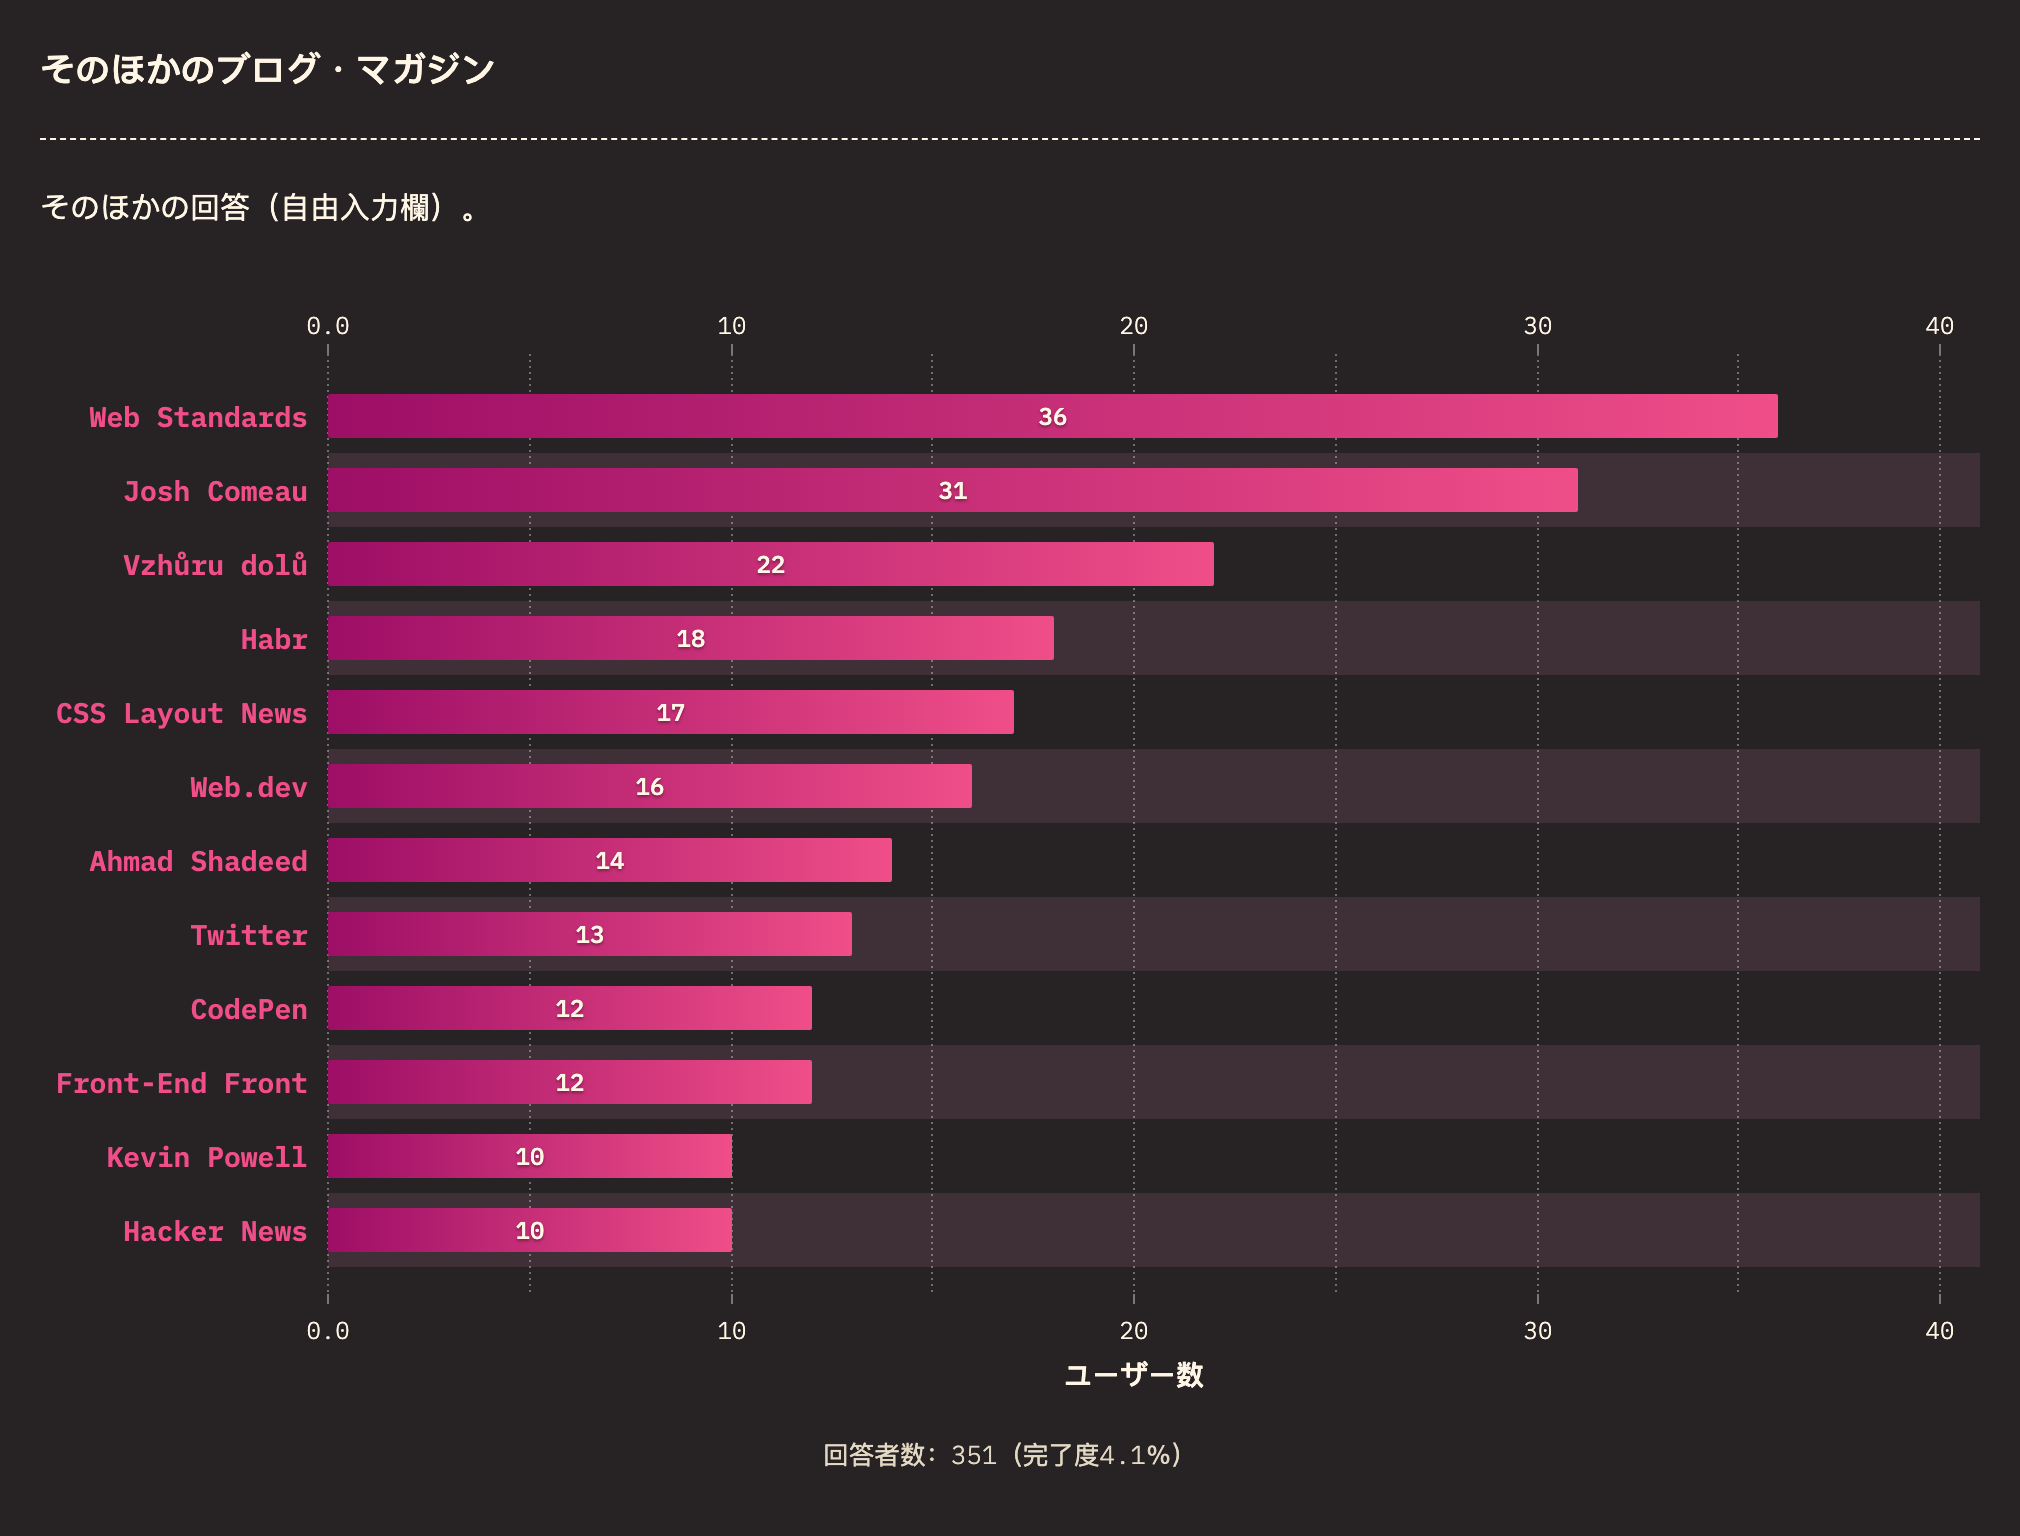 そのほかのブログ・マガジン
そのほかの回答（自由入力欄）。
0.0 10 20 30 40
Web Standards 36
Josh Comeau 31
Vzhůru dolů 22
Habr 18
CSS Layout News 17
Web.dev 16
Ahmad Shadeed 14
Twitter 13
CodePen 12
Front-End Front 12
Kevin Powell 10
Hacker News 10
0.0 10 20 30 40
ユーザー数
回答者数：351（完了度4.1%）